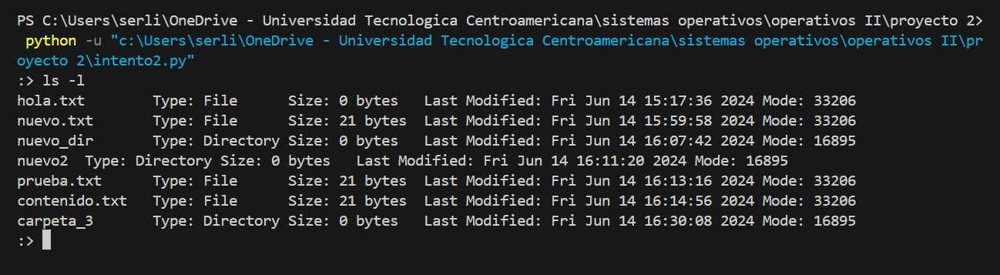 PS C:\Users\serli\OneDrive - Universidad Tecnologica Centroamericana\sistemas operativos\operativos II\proyecto 2>
 python -u "c:\Users\serli\OneDrive - Universidad Tecnologica Centroamericana\sistemas operativos\operativos II\pr
oyecto 2\intento2.py"
:> ls -l
hola.txt        Type: File      Size: 0 bytes   Last Modified: Fri Jun 14 15:17:36 2024 Mode: 33206
nuevo.txt       Type: File      Size: 21 bytes  Last Modified: Fri Jun 14 15:59:58 2024 Mode: 33206
nuevo_dir       Type: Directory Size: 0 bytes   Last Modified: Fri Jun 14 16:07:42 2024 Mode: 16895
nuevo2  Type: Directory Size: 0 bytes   Last Modified: Fri Jun 14 16:11:20 2024 Mode: 16895
prueba.txt      Type: File      Size: 21 bytes  Last Modified: Fri Jun 14 16:13:16 2024 Mode: 33206
contenido.txt   Type: File      Size: 21 bytes  Last Modified: Fri Jun 14 16:14:56 2024 Mode: 33206
carpeta_3       Type: Directory Size: 0 bytes   Last Modified: Fri Jun 14 16:30:08 2024 Mode: 16895
:>